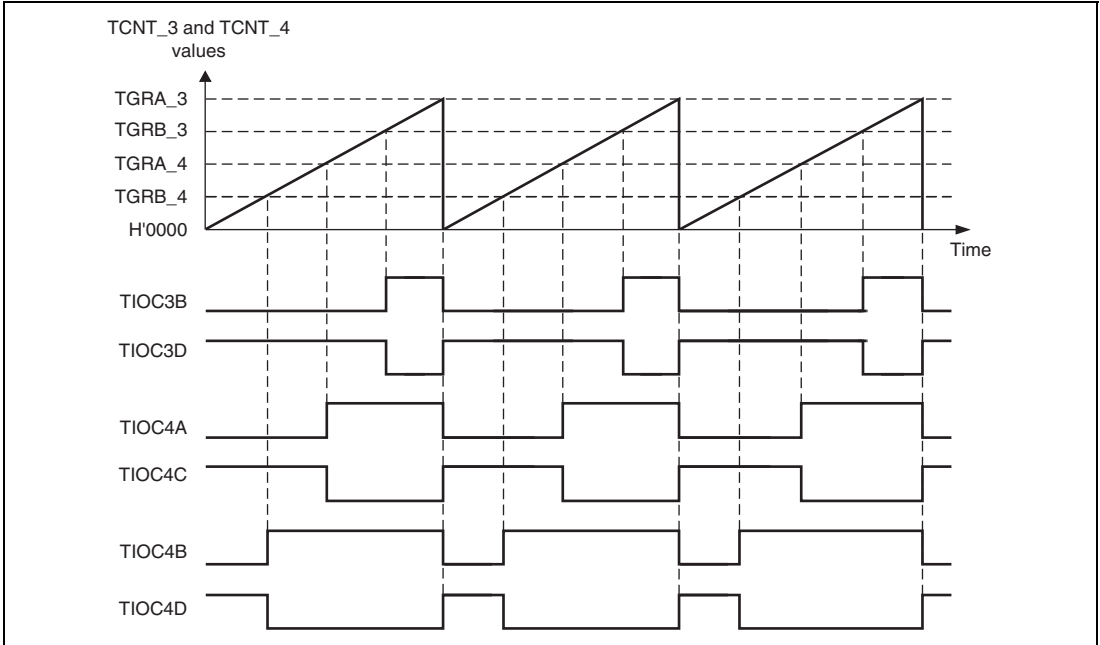 TCNT_3 and TCNT_4
values
TGRA_3
TGRB_3
TGRA_4
TGRB_4
H'0000
Time
TIOC3B
TIOC3D
TIOC4A
TIOC4C
TIOC4B
TIOC4D